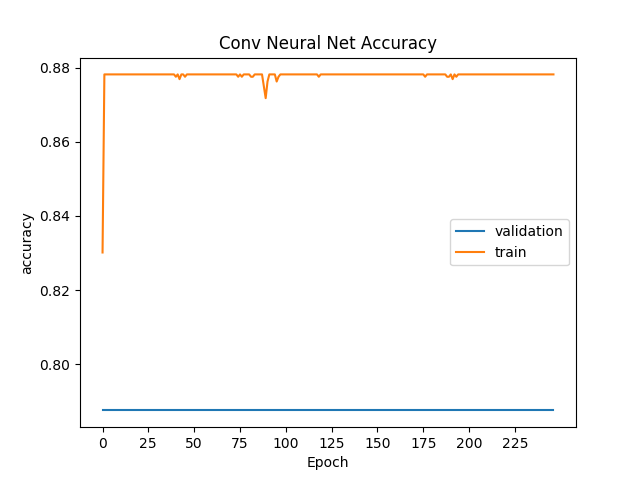 Conv Neural Net Accuracy
0.88
0.86
0.84
0.82
0.80
accuracy
validation
train
0 25 50 75 100 125 150 175 200 225
Epoch